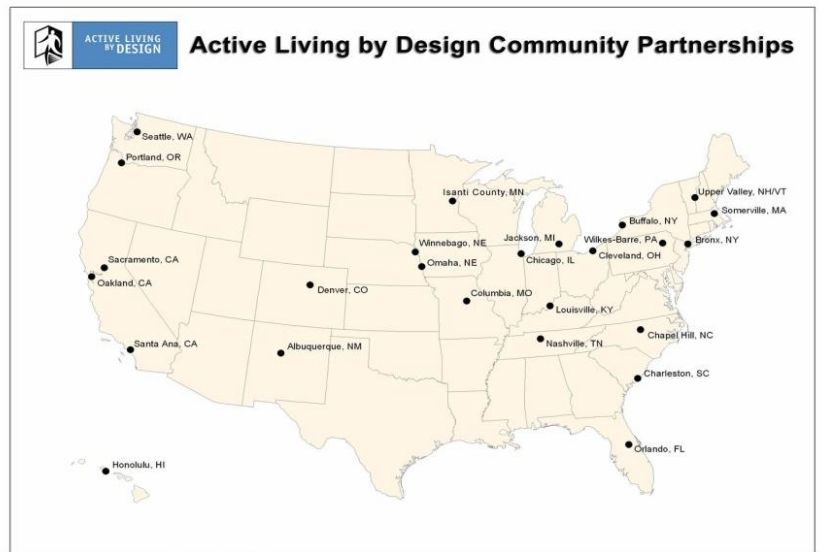 ACTIVE LIVING
BY DESIGN
Active Living by Design Community Partnerships
Seattle, WA
Portland, OR
Isanti County, MN
Upper Valley, NH/VT
Somerville, MA
Buffalo, NY
Jackson, MI
Wilkes-Barre, PA
Bronx, NY
Winnebago, NE
Cleveland, OH
Chicago, IL
Sacramento, CA
Omaha, NE
Oakland, CA
Denver, CO
Columbia, MO
Louisville, KY
Chapel Hill, NC
Santa Ana, CA
Albuquerque, NM
Nashville, TN
Charleston, SC
Orlando, FL
Honolulu, HI